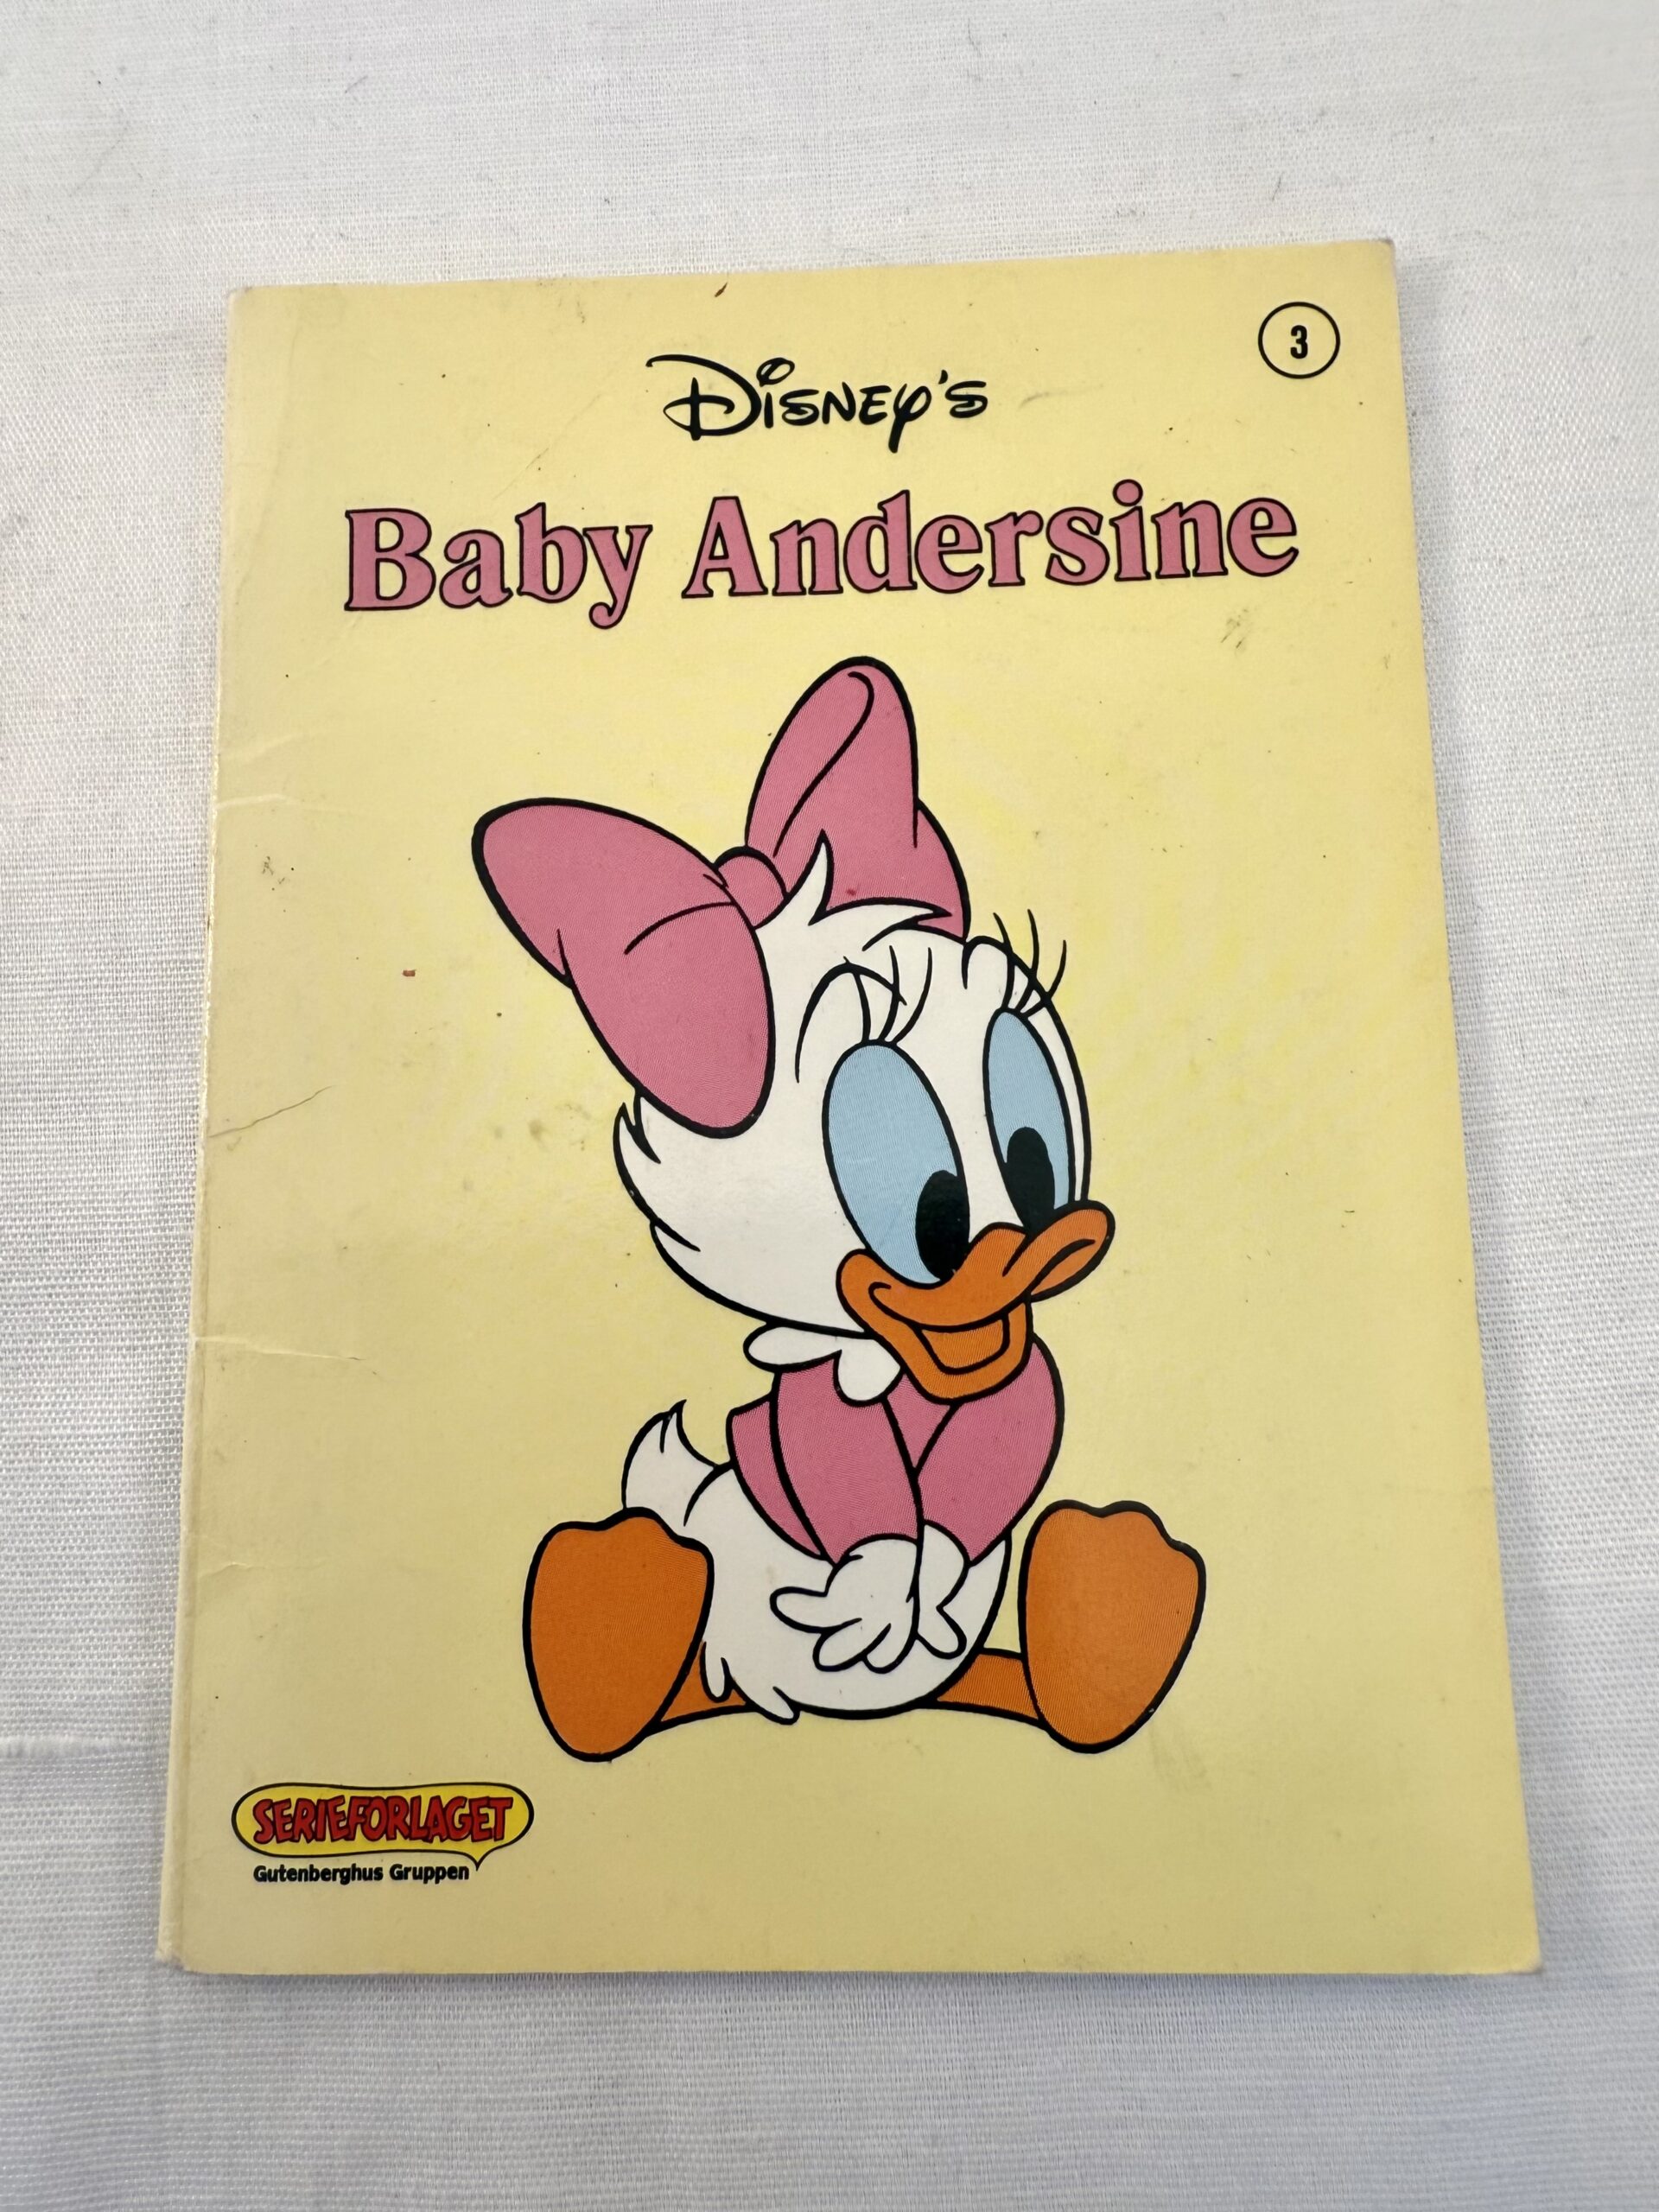 3
Disney's
Baby Andersine
SERIEFORLAGET
Gutenberghus Gruppen